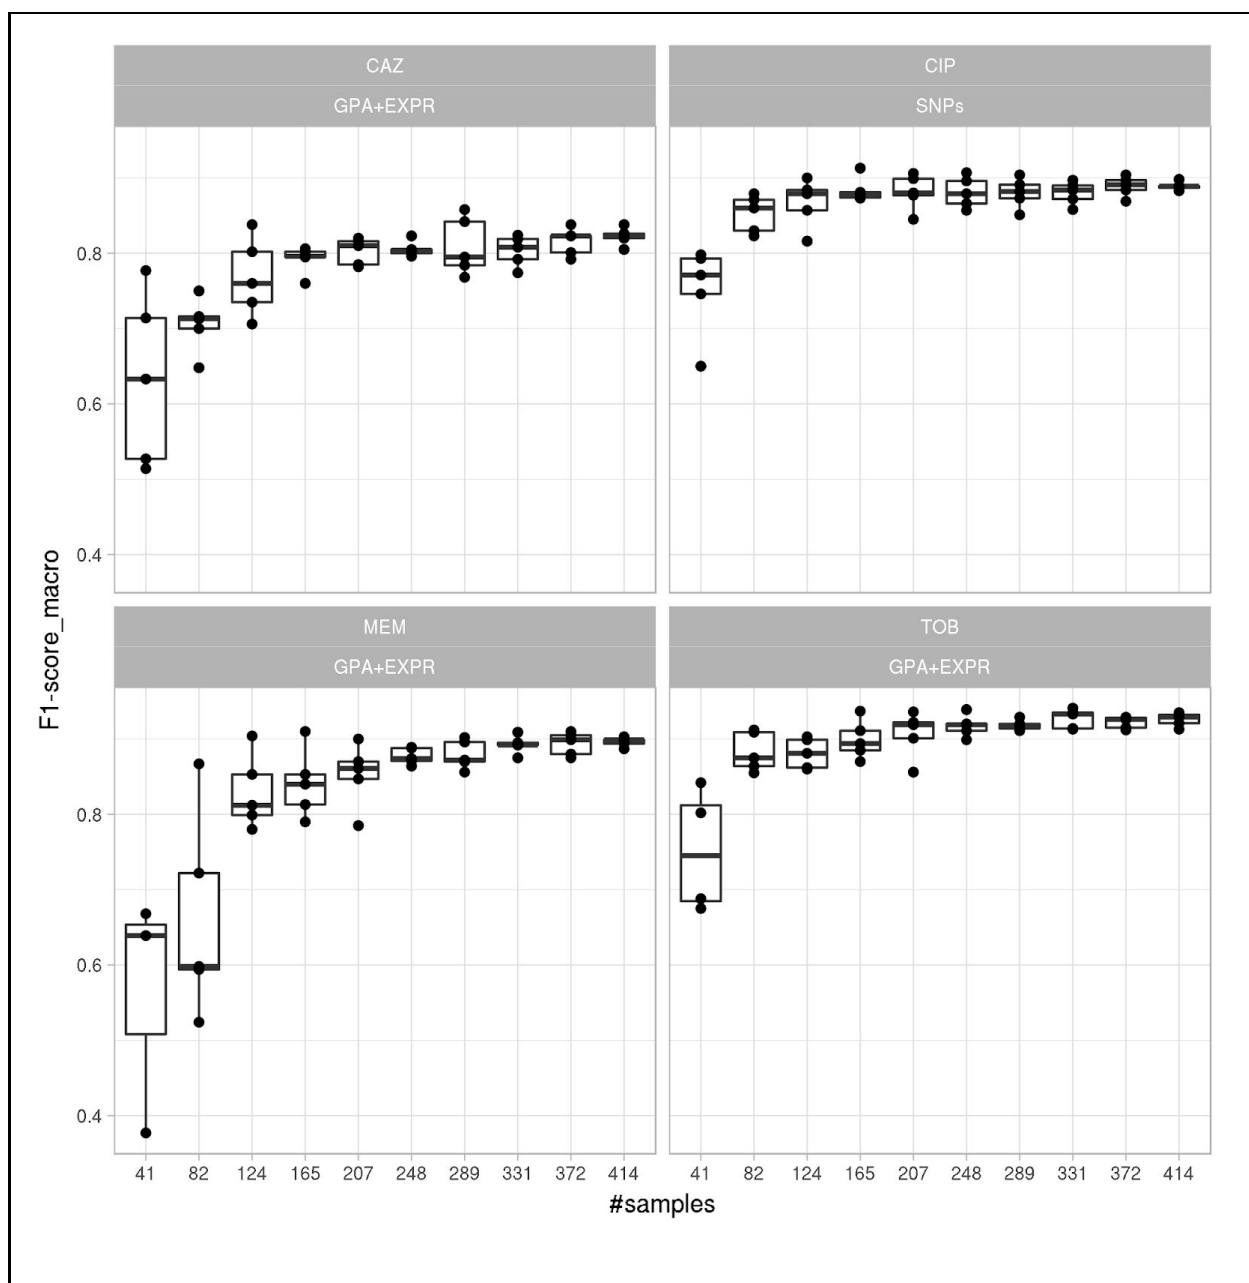 CAZ
CIP
GPA+EXPR
SNPs
0.8
0.6
0.4
F1-score_macro
MEM
TOB
GPA+EXPR
GPA+EXPR
0.8
0.6
0.4
41 82 124 165 207 248 289 331 372 414
41 82 124 165 207 248 289 331 372 414
#samples